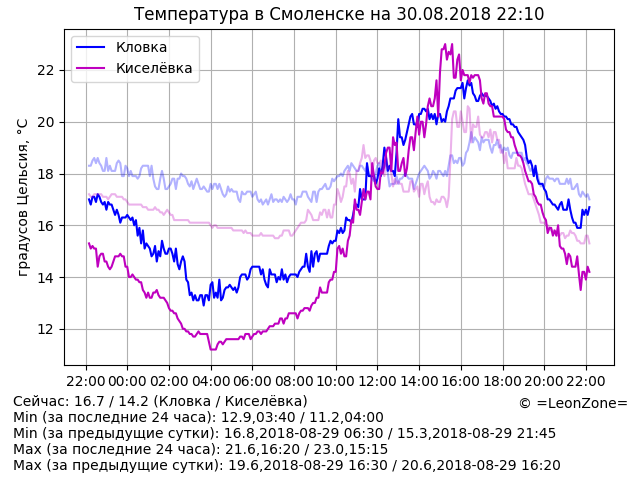 Температура в Смоленске на 30.08.2018 22:10
Кловка
Киселёвка
градусов Цельсия, °C
22
20
18
16
14
12
22:00 00:00 02:00 04:00 06:00 08:00 10:00 12:00 14:00 16:00 18:00 20:00 22:00
Сейчас: 16.7 / 14.2 (Кловка / Киселёвка)
© =LeonZone=
Min (за последние 24 часа): 12.9,03:40 / 11.2,04:00
Min (за предыдущие сутки): 16.8,2018-08-29 06:30 / 15.3,2018-08-29 21:45
Max (за последние 24 часа): 21.6,16:20 / 23.0,15:15
Max (за предыдущие сутки): 19.6,2018-08-29 16:30 / 20.6,2018-08-29 16:20